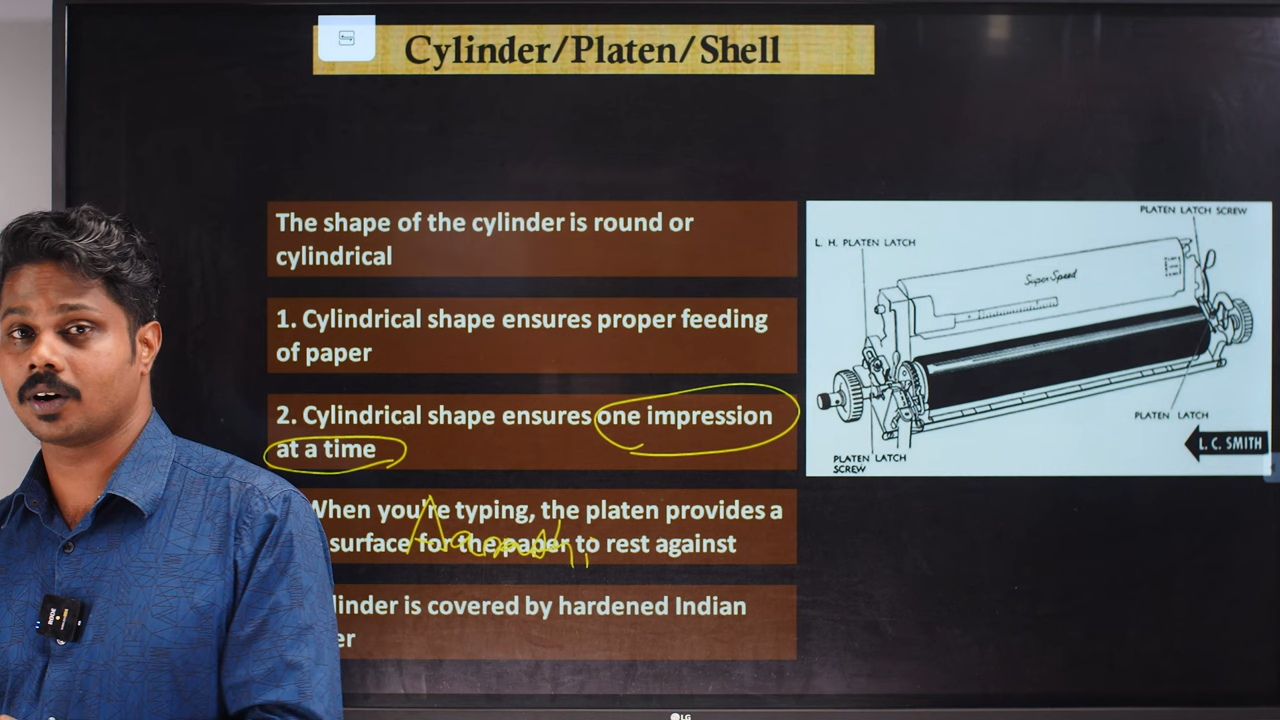 Cylinder/Platen/Shell
The shape of the cylinder is round or
cylindrical
1. Cylindrical shape ensures proper feeding
of paper
2. Cylindrical shape ensures one impression
at a time
When you're typing, the platen provides a
surface for the paper to rest against
linder is covered by hardened Indian
er
PLATEN LATCH SCREW
L. H. PLATEN LATCH
Super-Speed
PLATEN LATCH
L. C. SMITH
PLATEN LATCH
SCREW
LG